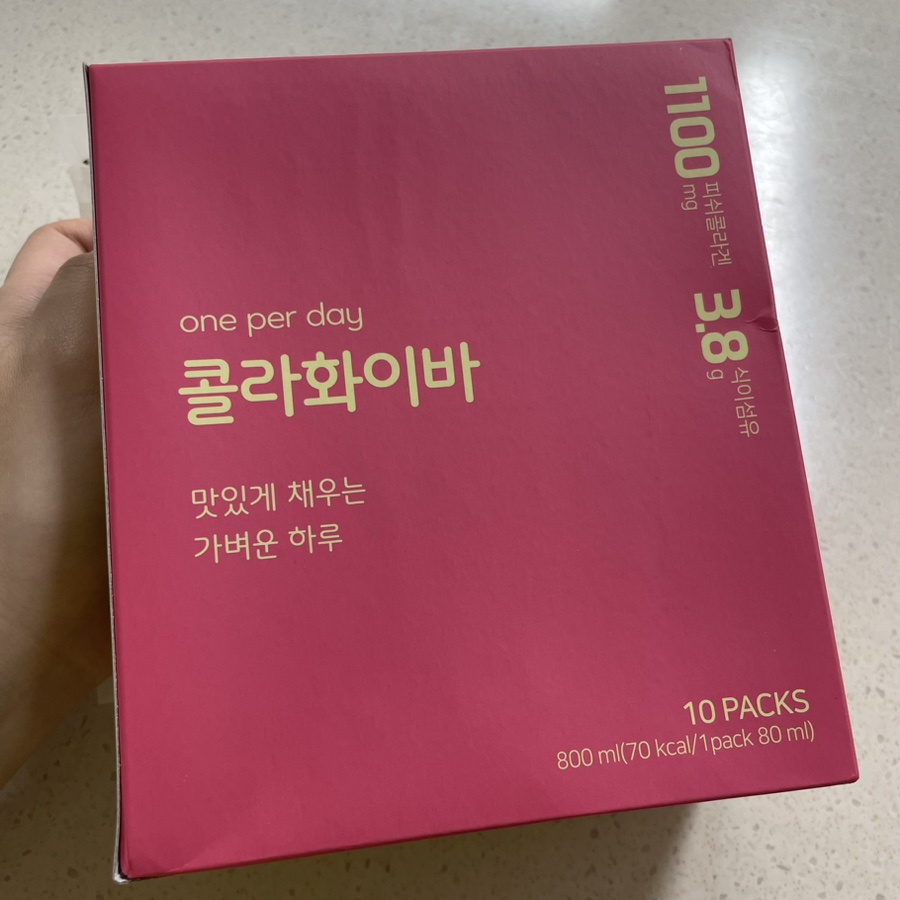 one per day
콜라화이바
맛있게 채우는
가벼운 하루
1100 mg 피쉬콜라겐
3.8 g 식이섬유
10 PACKS
800 ml(70 kcal/1pack 80 ml)